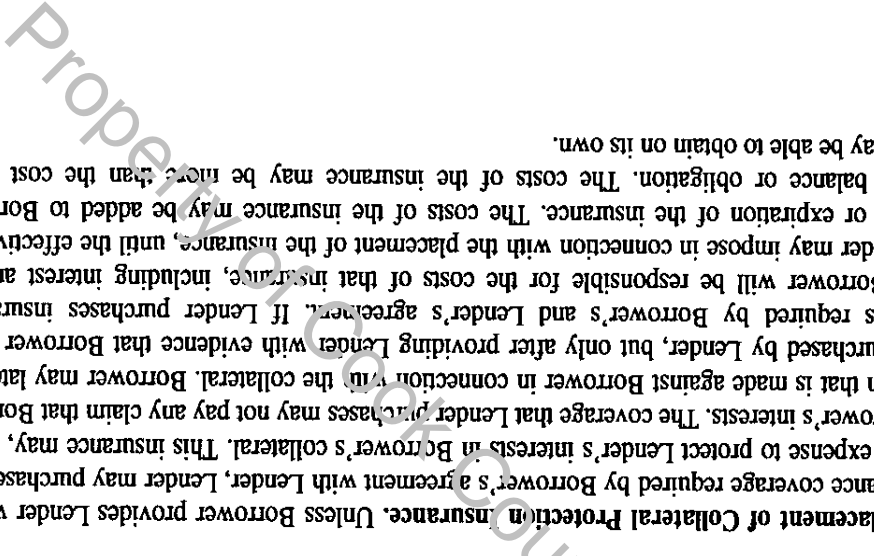 lacement of Collateral Protection Insurance. Unless Borrower provides Lender w
ance coverage required by Borrower's agreement with Lender, Lender may purchase
expense to protect Lender's interests in Borrower's collateral. This insurance may,
ower's interests. The coverage that Lender purchases may not pay any claim that Bor
n that is made against Borrower in connection with the collateral. Borrower may late
urchased by Lender, but only after providing Lender with evidence that Borrower
s required by Borrower's and Lender's agreement. If Lender purchases insura
orrower will be responsible for the costs of that insurance, including interest an
der may impose in connection with the placement of the insurance, until the effectiv
or expiration of the insurance. The costs of the insurance may be added to Bor
balance or obligation. The costs of the insurance may be more than the cost
ay be able to obtain on its own.
Property of Cook Cou